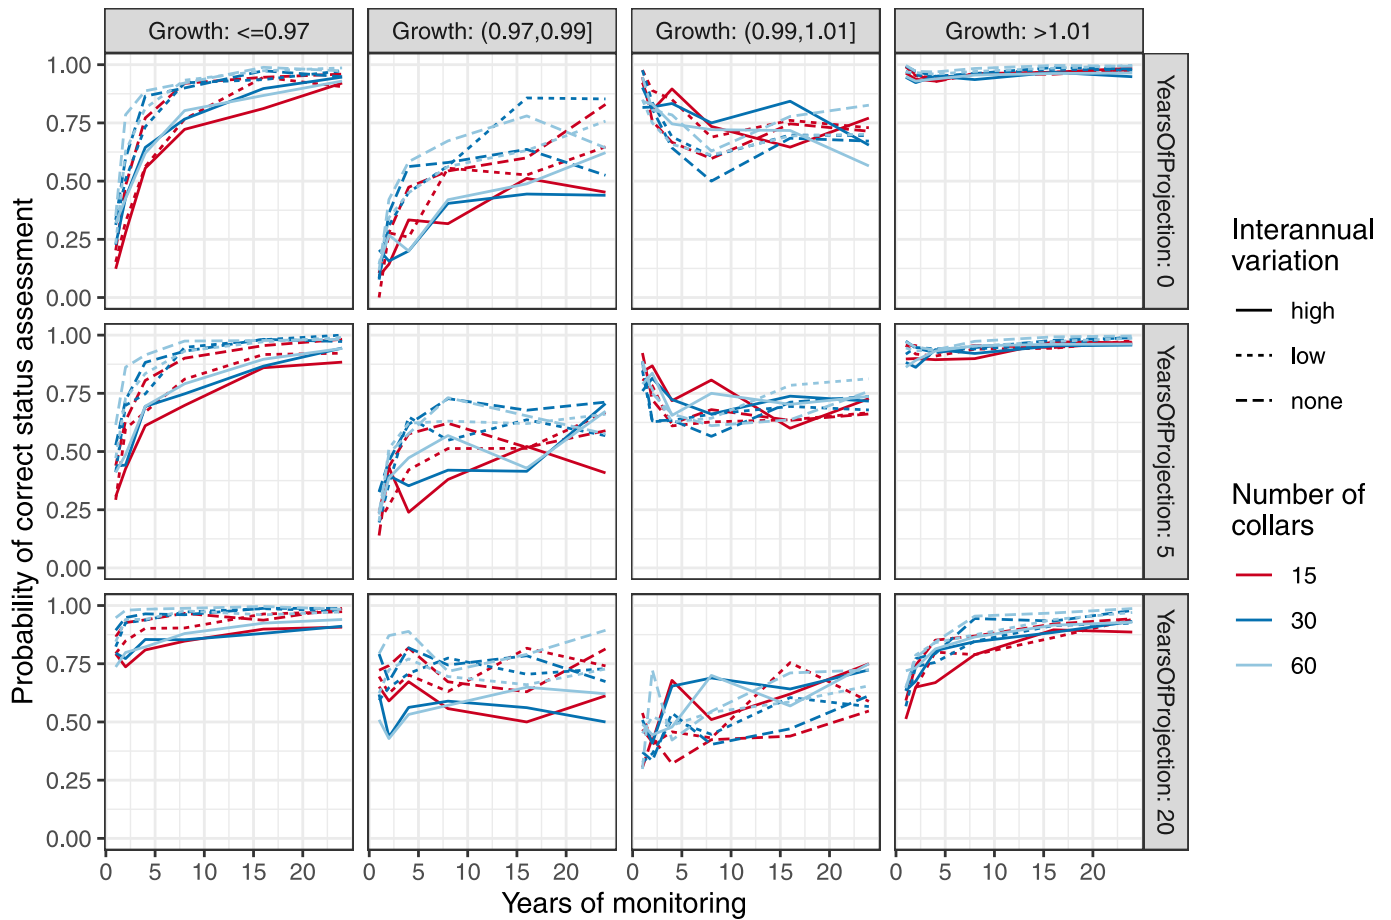 Growth: <=0.97
Growth: (0.97,0.99]
Growth: (0.99,1.01]
Growth: >1.01
Probability of correct status assessment
1.00
0.75
0.50
0.25
0.00
YearsOfProjection: 0
1.00
0.75
0.50
0.25
0.00
YearsOfProjection: 5
1.00
0.75
0.50
0.25
0.00
YearsOfProjection: 20
0 5 10 15 20
0 5 10 15 20
0 5 10 15 20
0 5 10 15 20
Years of monitoring
Interannual
variation
high
low
none
Number of
collars
15
30
60